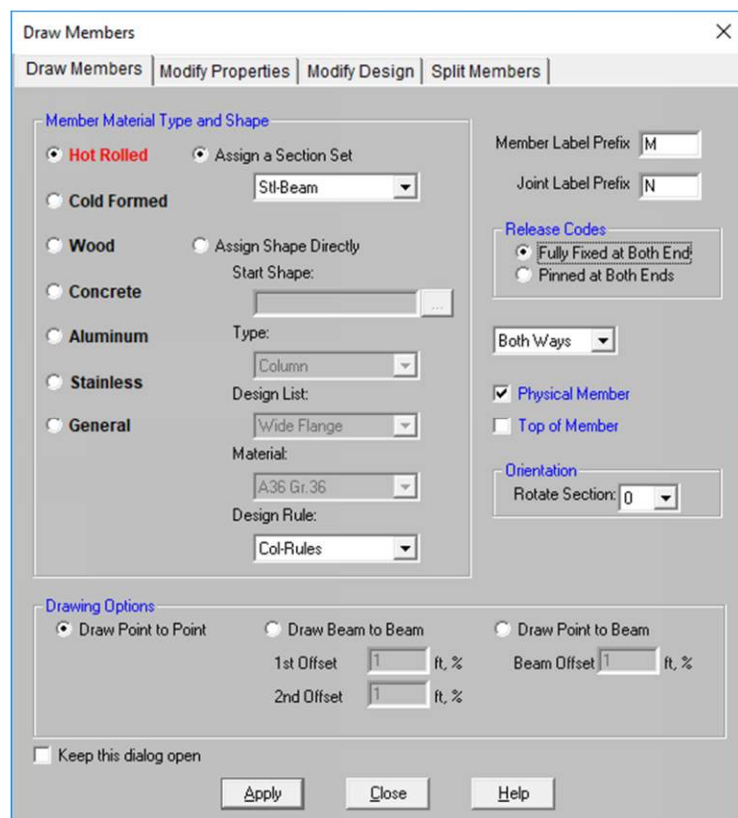 Draw Members
Draw Members Modify Properties Modify Design Split Members
Member Material Type and Shape
Hot Rolled
Cold Formed
Wood
Concrete
Aluminum
Stainless
General
Assign a Section Set
Stl-Beam
Assign Shape Directly
Start Shape:
...
Type:
Column
Design List:
Wide Flange
Material:
A36 Gr.36
Design Rule:
Col-Rules
Member Label Prefix M
Joint Label Prefix N
Release Codes
Fully Fixed at Both End
Pinned at Both Ends
Both Ways
Physical Member
Top of Member
Orientation
Rotate Section: 0
Drawing Options
Draw Point to Point
Draw Beam to Beam
1st Offset 1 ft, %
2nd Offset 1 ft, %
Draw Point to Beam
Beam Offset 1 ft, %
Keep this dialog open
Apply Close Help